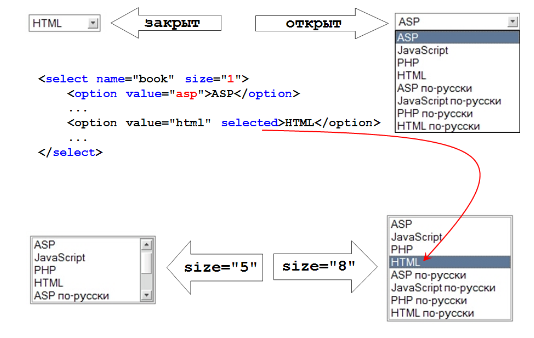 HTML
закрыт
открыт
ASP
ASP
JavaScript
PHP
HTML
ASP по-русски
JavaScript по-русски
PHP по-русски
HTML по-русски
<select name="book" size="1">
<option value="asp">ASP</option>
...
<option value="html" selected>HTML</option>
...
</select>
ASP
JavaScript
PHP
HTML
ASP по-русски
size="5"
size="8"
ASP
JavaScript
PHP
HTML
ASP по-русски
JavaScript по-русски
PHP по-русски
HTML по-русски